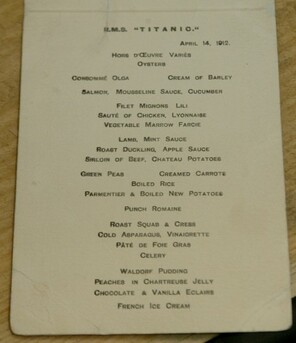 R.M.S. "TITANIC."
APRIL 14, 1912.
HORS D'ŒUVRE VARIÉS
OYSTERS
CONSOMMÉ OLGA CREAM OF BARLEY
SALMON, MOUSSELINE SAUCE, CUCUMBER
FILET MIGNONS LILI
SAUTÉ OF CHICKEN, LYONNAISE
VEGETABLE MARROW FARCIE
LAMB, MINT SAUCE
ROAST DUCKLING, APPLE SAUCE
SIRLOIN OF BEEF, CHATEAU POTATOES
GREEN PEAS CREAMED CARROTS
BOILED RICE
PARMENTIER & BOILED NEW POTATOES
PUNCH ROMAINE
ROAST SQUAB & CRESS
COLD ASPARAGUS, VINAIGRETTE
PÂTÉ DE FOIE GRAS
CELERY
WALDORF PUDDING
PEACHES IN CHARTREUSE JELLY
CHOCOLATE & VANILLA ECLAIRS
FRENCH ICE CREAM